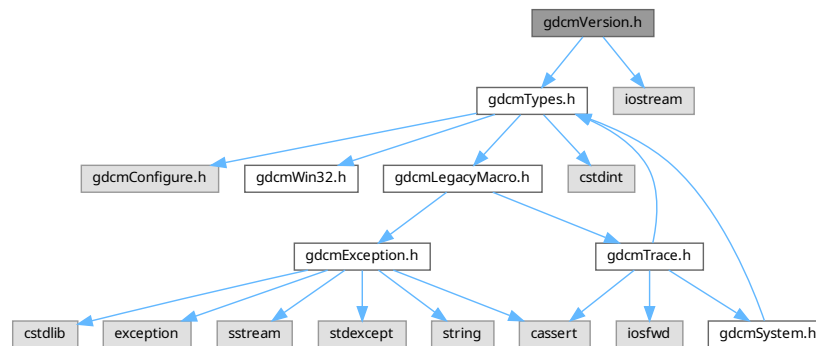 gdcmVersion.h
gdcmTypes.h
iostream
gdcmConfigure.h
gdcmWin32.h
gdcmLegacyMacro.h
cstdint
gdcmException.h
gdcmTrace.h
cstdlib
exception
sstream
stdexcept
string
cassert
iosfwd
gdcmSystem.h